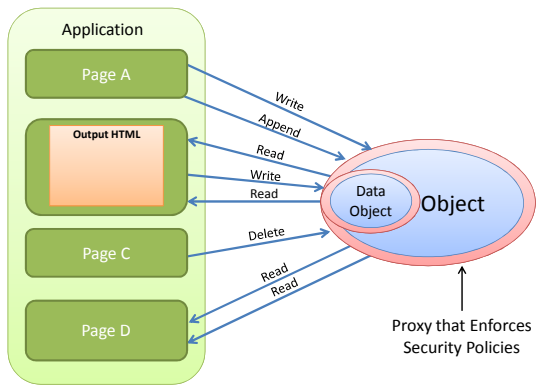 Application
Page A
Write
Append
Output HTML
Read
Write
Read
Data
Object
Object
Page C
Delete
Read
Read
Page D
Proxy that Enforces
Security Policies